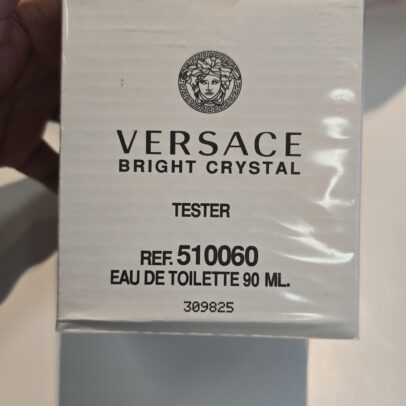 VERSACE
BRIGHT CRYSTAL
TESTER
REF. 510060
EAU DE TOILETTE 90 ML.
309825